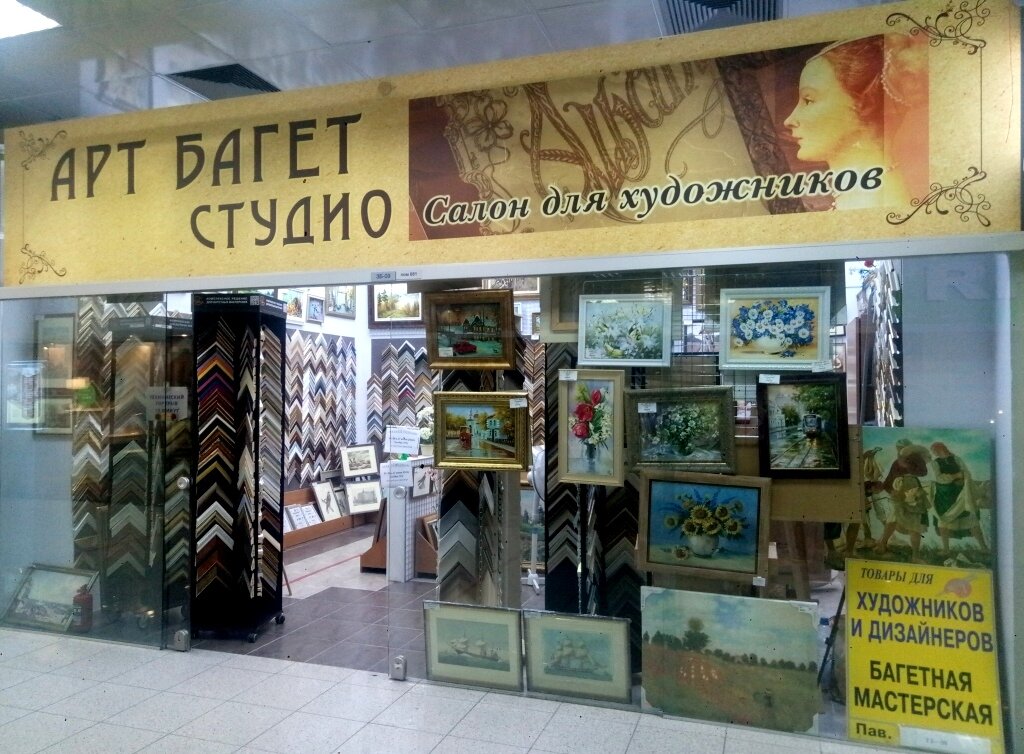 АРТ БАГЕТ
СТУДИО
Салон для художников
ТОВАРЫ ДЛЯ
ХУДОЖНИКОВ
И ДИЗАЙНЕРОВ
БАГЕТНАЯ
МАСТЕРСКАЯ
Пав.